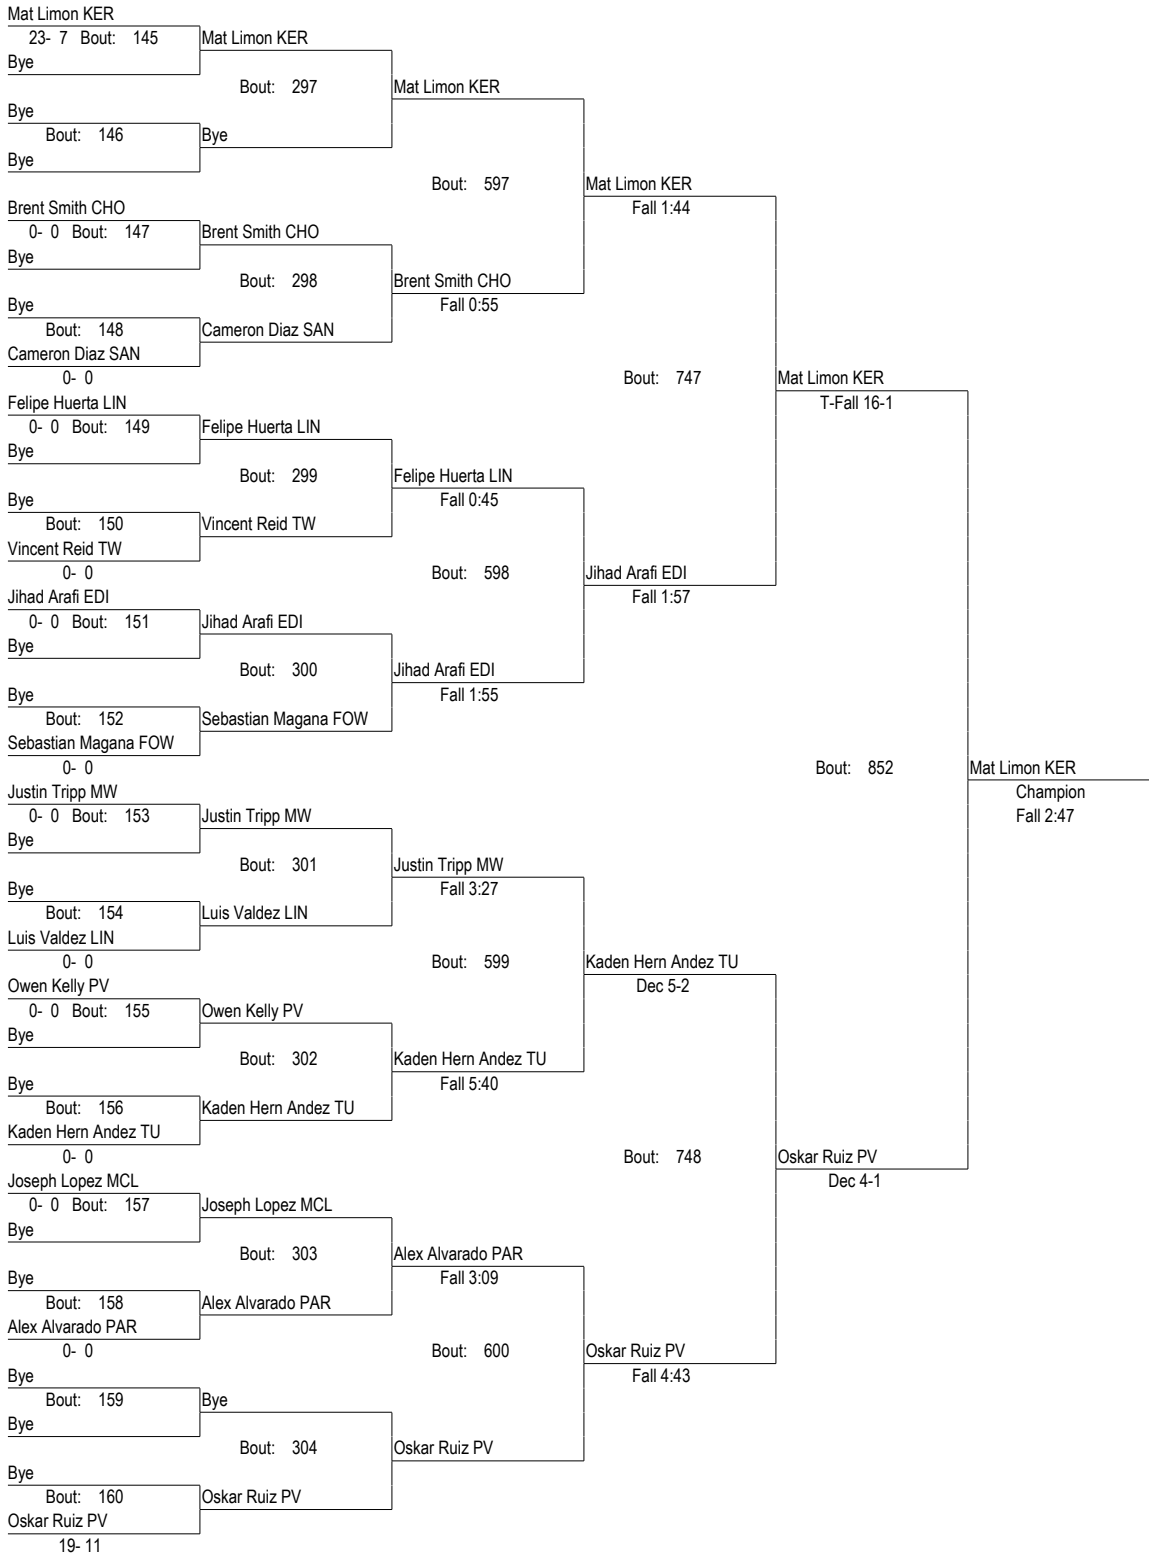 Mat Limon KER
23- 7 Bout: 145 Mat Limon KER
Bye
Bout: 297 Mat Limon KER
Bye
Bout: 146 Bye
Bye
Bout: 597 Mat Limon KER
Brent Smith CHO Fall 1:44
0- 0 Bout: 147 Brent Smith CHO
Bye
Bout: 298 Brent Smith CHO
Bye Fall 0:55
Bout: 148 Cameron Diaz SAN
Cameron Diaz SAN
0- 0 Bout: 747 Mat Limon KER
Felipe Huerta LIN T-Fall 16-1
0- 0 Bout: 149 Felipe Huerta LIN
Bye
Bout: 299 Felipe Huerta LIN
Bye Fall 0:45
Bout: 150 Vincent Reid TW
Vincent Reid TW
0- 0 Bout: 598 Jihad Arafi EDI
Jihad Arafi EDI Fall 1:57
0- 0 Bout: 151 Jihad Arafi EDI
Bye
Bout: 300 Jihad Arafi EDI
Bye Fall 1:55
Bout: 152 Sebastian Magana FOW
Sebastian Magana FOW
0- 0 Bout: 852 Mat Limon KER
Justin Tripp MW Champion
0- 0 Bout: 153 Justin Tripp MW Fall 2:47
Bye
Bout: 301 Justin Tripp MW
Bye Fall 3:27
Bout: 154 Luis Valdez LIN
Luis Valdez LIN
0- 0 Bout: 599 Kaden Hern Andez TU
Owen Kelly PV Dec 5-2
0- 0 Bout: 155 Owen Kelly PV
Bye
Bout: 302 Kaden Hern Andez TU
Bye Fall 5:40
Bout: 156 Kaden Hern Andez TU
Kaden Hern Andez TU
0- 0 Bout: 748 Oskar Ruiz PV
Joseph Lopez MCL Dec 4-1
0- 0 Bout: 157 Joseph Lopez MCL
Bye
Bout: 303 Alex Alvarado PAR
Bye Fall 3:09
Bout: 158 Alex Alvarado PAR
Alex Alvarado PAR
0- 0 Bout: 600 Oskar Ruiz PV
Bye Fall 4:43
Bout: 159 Bye
Bye
Bout: 304 Oskar Ruiz PV
Bye
Bout: 160 Oskar Ruiz PV
Oskar Ruiz PV
19- 11